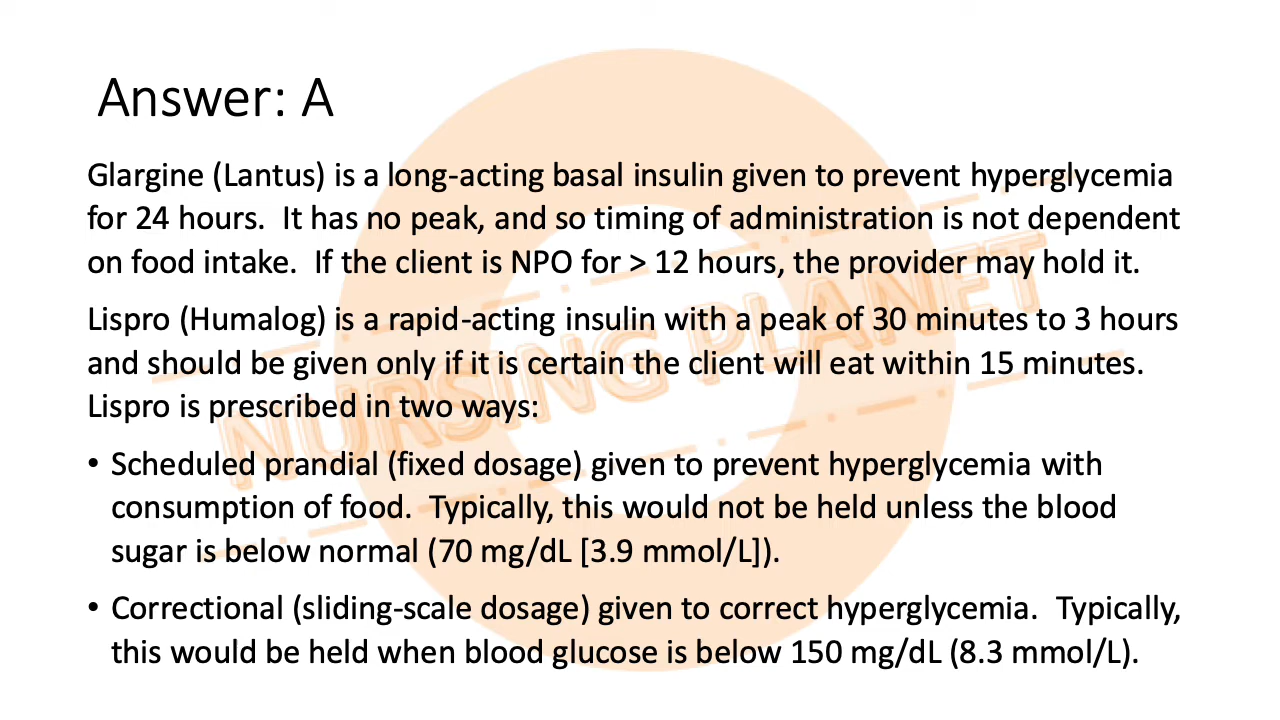 Answer: A
Glargine (Lantus) is a long-acting basal insulin given to prevent hyperglycemia
for 24 hours.  It has no peak, and so timing of administration is not dependent
on food intake.  If the client is NPO for > 12 hours, the provider may hold it.
Lispro (Humalog) is a rapid-acting insulin with a peak of 30 minutes to 3 hours
and should be given only if it is certain the client will eat within 15 minutes.
Lispro is prescribed in two ways:
• Scheduled prandial (fixed dosage) given to prevent hyperglycemia with
consumption of food.  Typically, this would not be held unless the blood
sugar is below normal (70 mg/dL [3.9 mmol/L]).
• Correctional (sliding-scale dosage) given to correct hyperglycemia.  Typically,
this would be held when blood glucose is below 150 mg/dL (8.3 mmol/L).
NURSING PLANET